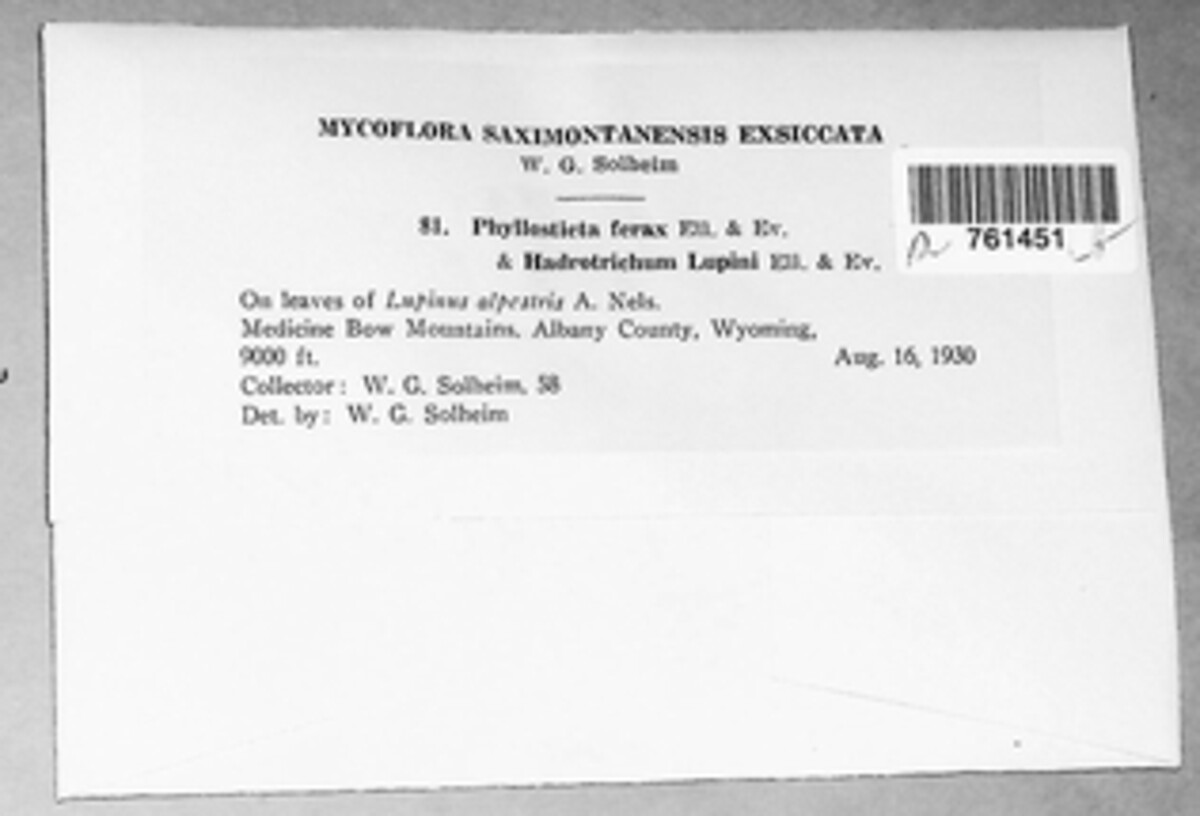 MYCOFLORA SAXIMONTANENSIS EXSICCATA
W. G. Solheim
81. Phyllosticta ferax Ell. & Ev.
& Hadrotrichum Lupini Ell. & Ev.
761451
On leaves of Lupinus alpestris A. Nels.
Medicine Bow Mountains, Albany County, Wyoming,
9000 ft. Aug. 16, 1930
Collector: W. G. Solheim, 58
Det. by: W. G. Solheim